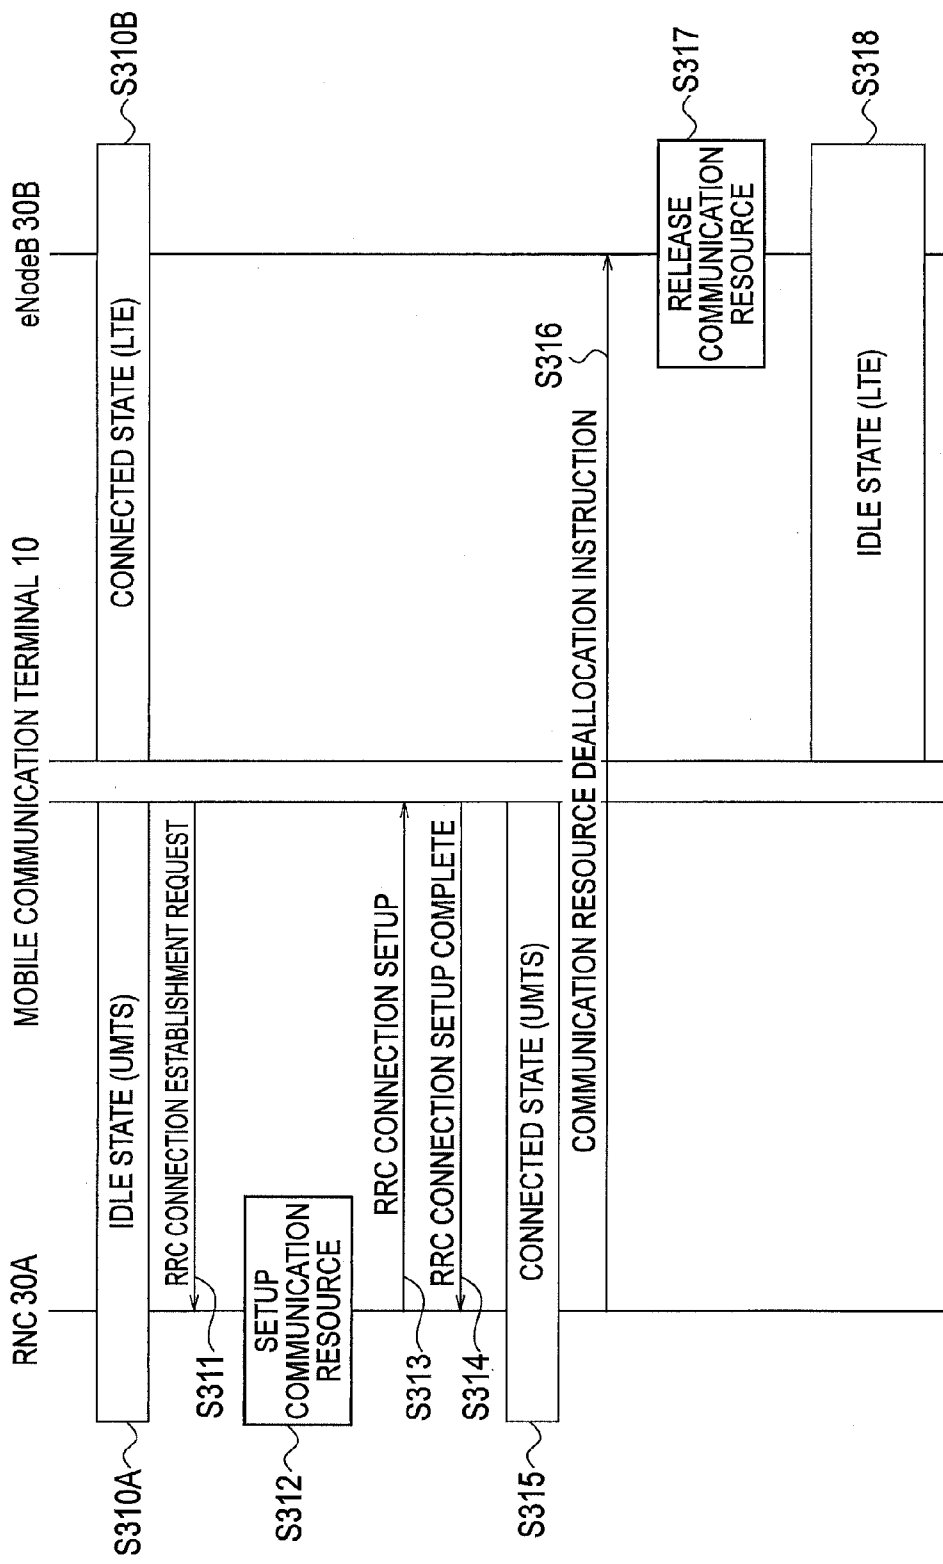 RNC 30A
MOBILE COMMUNICATION TERMINAL 10
eNodeB 30B
S310A
IDLE STATE (UMTS)
CONNECTED STATE (LTE)
S310B
RRC CONNECTION ESTABLISHMENT REQUEST
S311
SETUP
COMMUNICATION
RESOURCE
S312
RRC CONNECTION SETUP
S313
RRC CONNECTION SETUP COMPLETE
S314
CONNECTED STATE (UMTS)
S315
COMMUNICATION RESOURCE DEALLOCATION INSTRUCTION
S316
RELEASE
COMMUNICATION
RESOURCE
S317
IDLE STATE (LTE)
S318